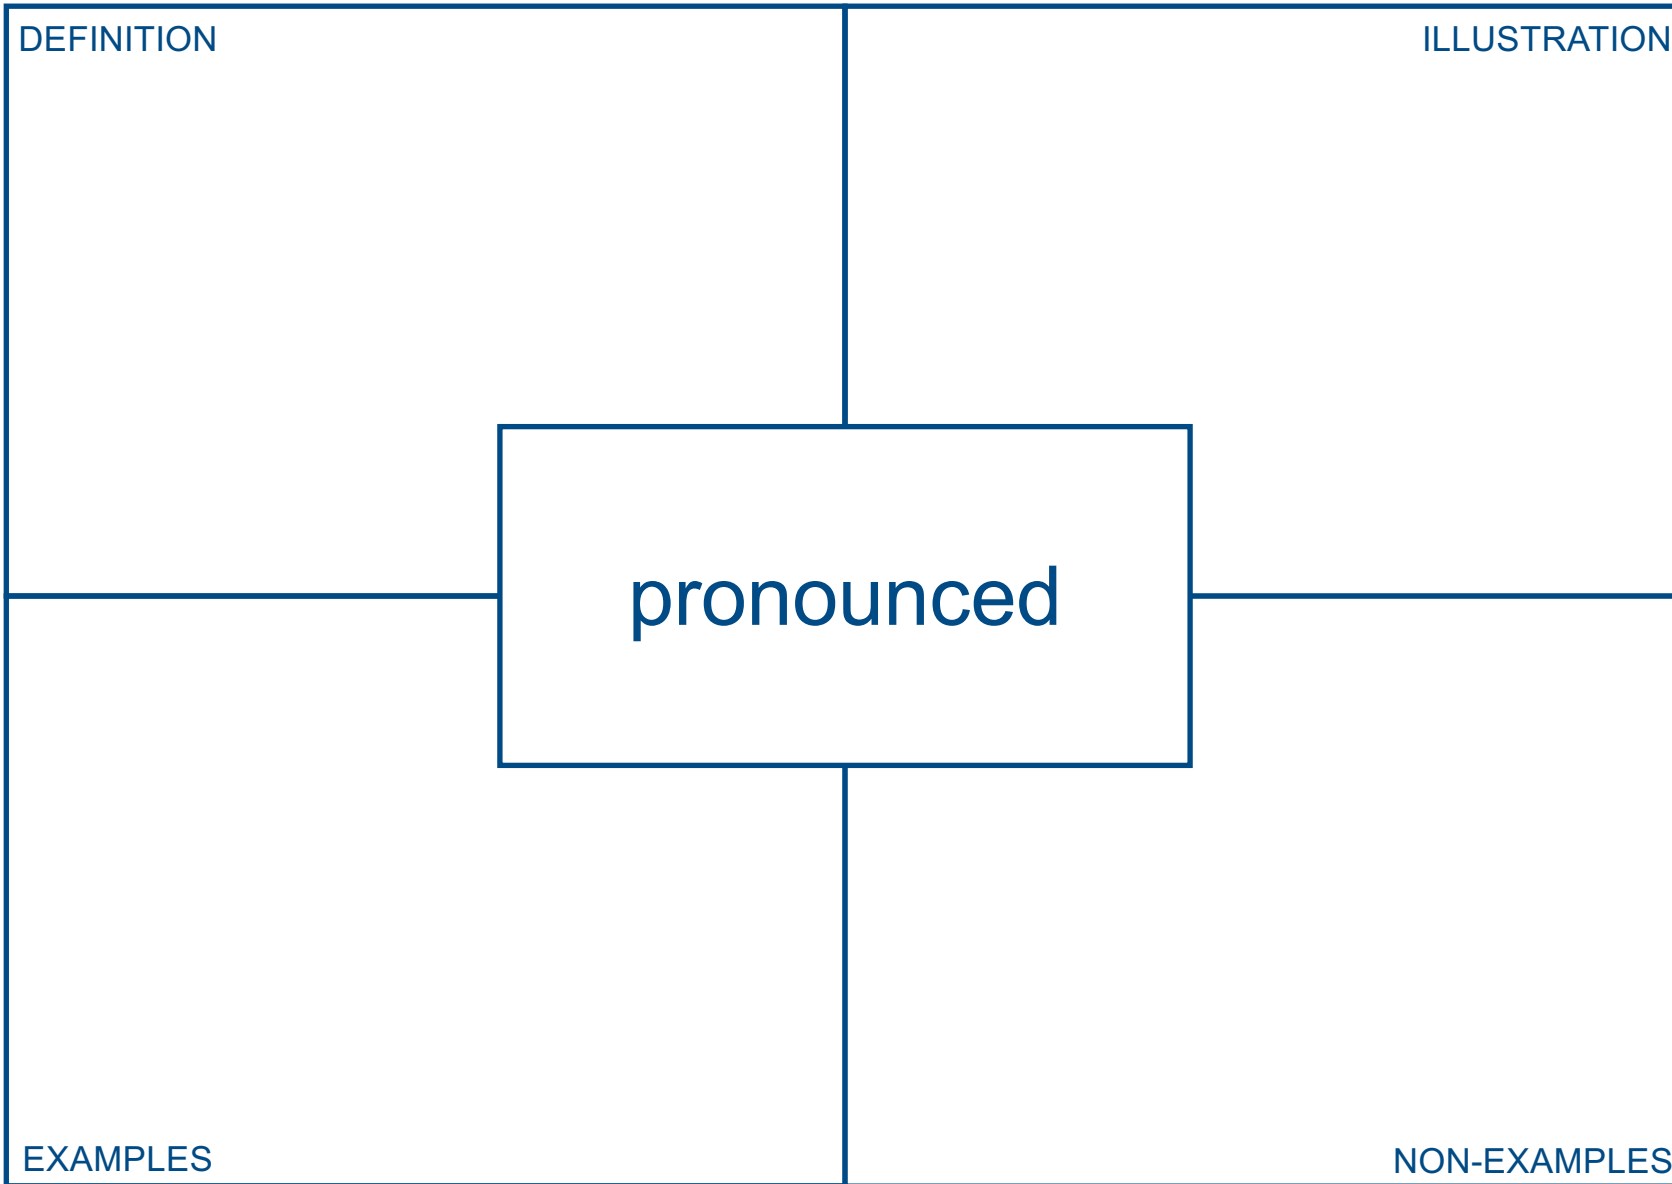 DEFINITION
ILLUSTRATION
pronounced
EXAMPLES
NON-EXAMPLES